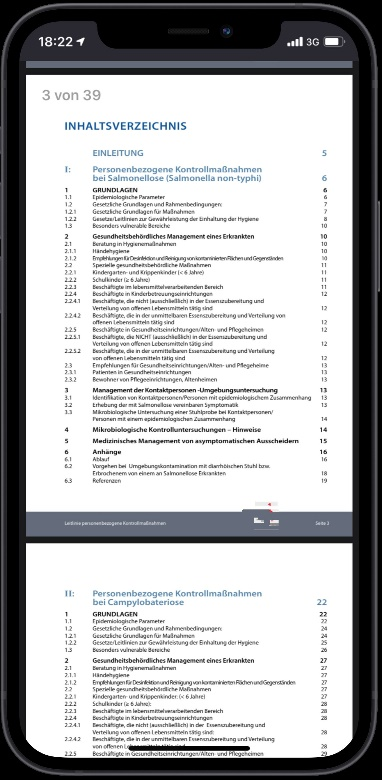 18:22
3G
3 von 39
INHALTSVERZEICHNIS
EINLEITUNG 5
I: Personenbezogene Kontrollmaßnahmen
bei Salmonellose (Salmonella non-typhi) 6
1 GRUNDLAGEN 6
1.1 Epidemiologische Parameter 6
1.2 Gesetzliche Grundlagen und Rahmenbedingungen: 7
1.2.1 Gesetzliche Grundlagen für Maßnahmen 7
1.2.2 Gesetze/Leitlinien zur Gewährleistung der Einhaltung der Hygiene 8
1.3 Besonders vulnerable Bereiche 10
2 Gesundheitsbehördliches Management eines Erkrankten 10
2.1 Beratung in Hygienemaßnahmen 10
2.1.1 Händehygiene 10
2.1.2 Empfehlungen für Desinfektion und Reinigung von kontaminierten Flächen und Gegenständen 10
2.2 Spezielle gesundheitsbehördliche Maßnahmen 11
2.2.1 Kindergarten- und Krippenkinder (< 6 Jahre) 11
2.2.2 Schulkinder (≥ 6 Jahre) 11
2.2.3 Beschäftigte im lebensmittelverarbeitenden Bereich 11
2.2.4 Beschäftigte in Kinderbetreuungseinrichtungen 12
2.2.4.1 Beschäftigte, die nicht (ausschließlich) in der Essenszubereitung und
Verteilung von offenen Lebensmitteln tätig sind 12
2.2.4.2 Beschäftigte, die in der unmittelbaren Essenszubereitung und Verteilung von
offenen Lebensmitteln tätig sind 12
2.2.5 Beschäftigte in Gesundheitseinrichtungen/Alten- und Pflegeheimen 12
2.2.5.1 Beschäftigte, die NICHT (ausschließlich) in der Essenszubereitung und
Verteilung von offenen Lebensmitteln tätig sind 12
2.2.5.2 Beschäftigte, die in der unmittelbaren Essenszubereitung und Verteilung
von offenen Lebensmitteln tätig sind 12
2.3 Empfehlungen für Gesundheitseinrichtungen/Alten- und Pflegeheime 13
2.3.1 Patienten in Gesundheitseinrichtungen 13
2.3.2 Bewohner von Pflegeheimen, Altenheimen 13
3 Management der Kontaktpersonen -Umgebungsuntersuchung 13
3.1 Identifikation von Kontaktpersonen/Personen mit epidemiologischem Zusammenhang 13
3.2 Erhebung der mit Salmonellose vereinbaren Symptomatik 13
3.3 Mikrobiologische Untersuchung einer Stuhlprobe bei Kontaktpersonen/
Personen mit einem epidemiologischen Zusammenhang 14
4 Mikrobiologische Kontrolluntersuchungen – Hinweise 14
5 Medizinisches Management von asymptomatischen Ausscheidern 15
6 Anhänge 16
6.1 Ablauf 16
6.2 Vorgehen bei Umgebungskontamination mit diarrhöischen Stuhl bzw.
Erbrochenem von einem an Salmonellose Erkrankten 18
6.3 Referenzen 19
Leitlinie personenbezogene Kontrollmaßnahmen Seite 3
II: Personenbezogene Kontrollmaßnahmen
bei Campylobateriose 22
1 GRUNDLAGEN 22
1.1 Epidemiologische Parameter 22
1.2 Gesetzliche Grundlagen und Rahmenbedingungen: 24
1.2.1 Gesetzliche Grundlagen für Maßnahmen 24
1.2.2 Gesetze/Leitlinien zur Gewährleistung der Einhaltung der Hygiene 25
1.3 Besonders vulnerable Bereiche 26
2 Gesundheitsbehördliches Management eines Erkrankten 27
2.1 Beratung in Hygienemaßnahmen 27
2.1.1 Händehygiene 27
2.1.2 Empfehlungen für Desinfektion und Reinigung von kontaminierten Flächen und Gegenständen 27
2.2 Spezielle gesundheitsbehördliche Maßnahmen 27
2.2.1 Kindergarten- und Krippenkinder (< 6 Jahre) 27
2.2.2 Schulkinder (≥ 6 Jahre): 28
2.2.3 Beschäftigte im lebensmittelverarbeitenden Bereich 28
2.2.4 Beschäftigte in Kinderbetreuungseinrichtungen 28
2.2.4.1 Beschäftigte, die nicht (ausschließlich) in der Essenszubereitung und
Verteilung von offenen Lebensmitteln tätig sind 28
2.2.4.2 Beschäftigte, die in der unmittelbaren Essenszubereitung und Verteilung
von offenen 28
2.2.5 Beschäftigte in Gesundheitseinrichtungen/Alten- und Pflegeheimen 29